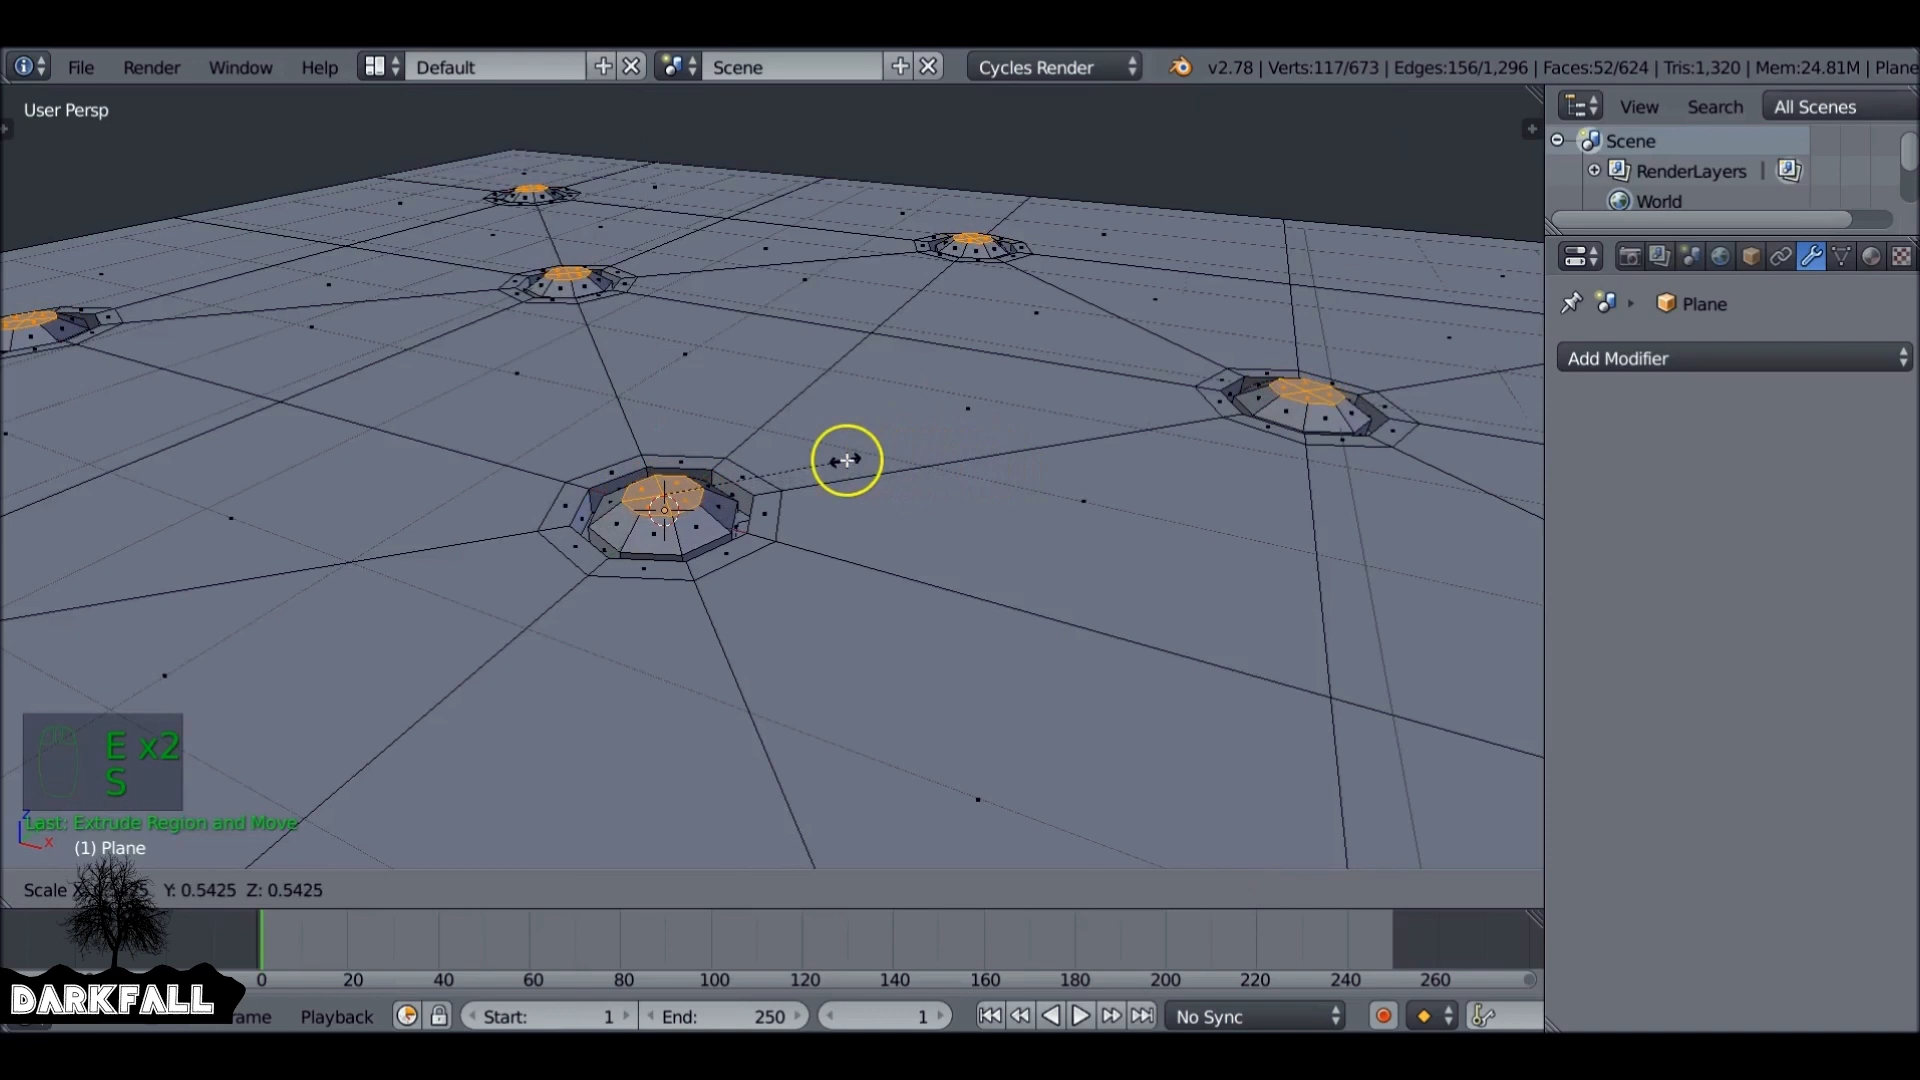 File Render Window Help Default Scene Cycles Render v2.78 | Verts:117/673 | Edges:156/1,296 | Faces:52/624 | Tris:1,320 | Mem:24.81M | Plane
User Persp
View Search All Scenes
Scene
RenderLayers
World
Plane
Add Modifier
E x2
S
Last: Extrude Region and Move
z
x
(1) Plane
Scale Y: 0.5425 Z: 0.5425
0 20 40 60 80 100 120 140 160 180 200 220 240 260
DARKFALL
Playback Start: 1 End: 250 1 No Sync